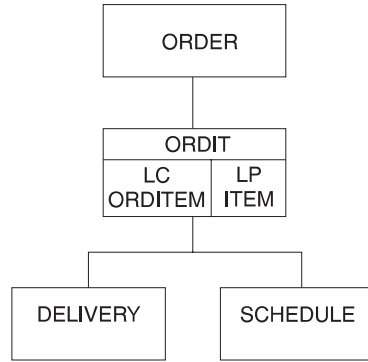 ORDER
ORDIT
LC
ORDITEM
LP
ITEM
DELIVERY
SCHEDULE